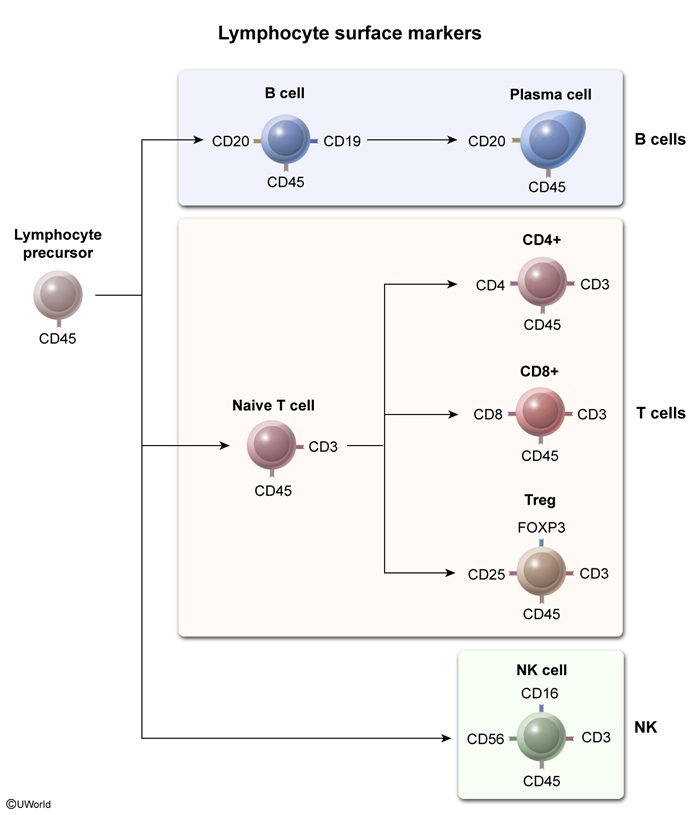 Lymphocyte surface markers
B cell
CD20
CD19
CD45
Plasma cell
CD20
CD45
B cells
Lymphocyte
precursor
CD45
Naive T cell
CD3
CD45
CD4+
CD4
CD3
CD45
CD8+
CD8
CD3
CD45
Treg
FOXP3
CD25
CD3
CD45
T cells
NK cell
CD16
CD56
CD3
CD45
NK
©UWorld